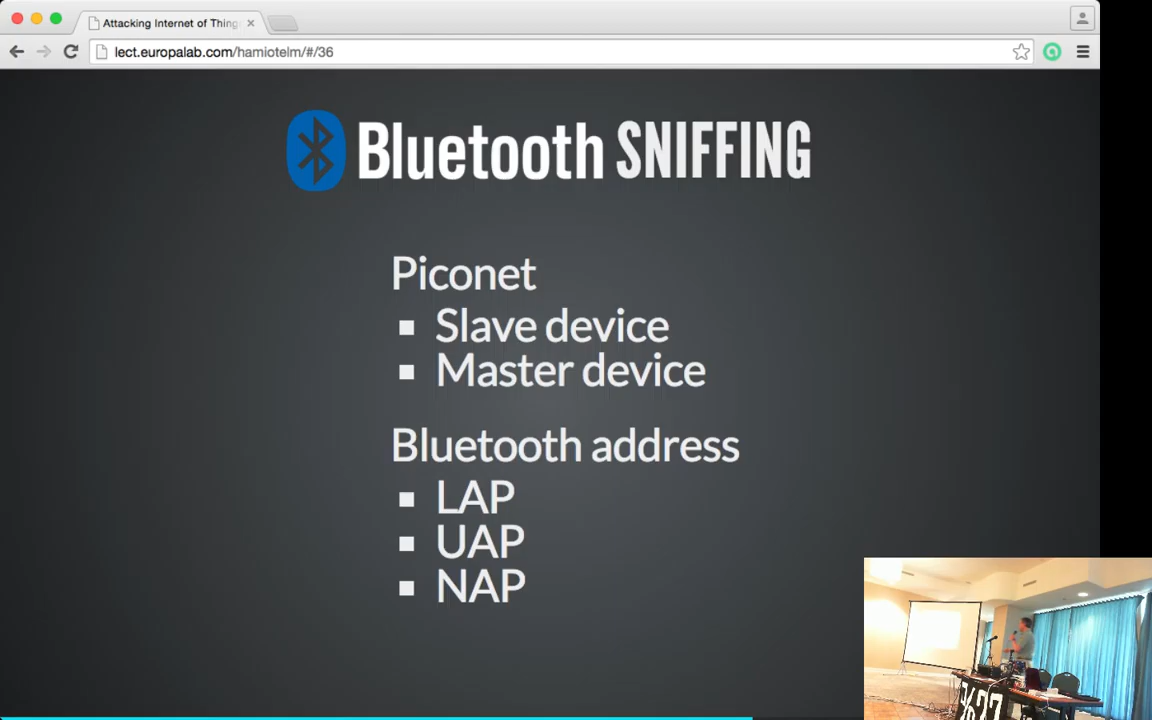 Attacking Internet of Thing
lect.europalab.com/hamiotelm/#/36
Bluetooth SNIFFING
Piconet
Slave device
Master device
Bluetooth address
LAP
UAP
NAP